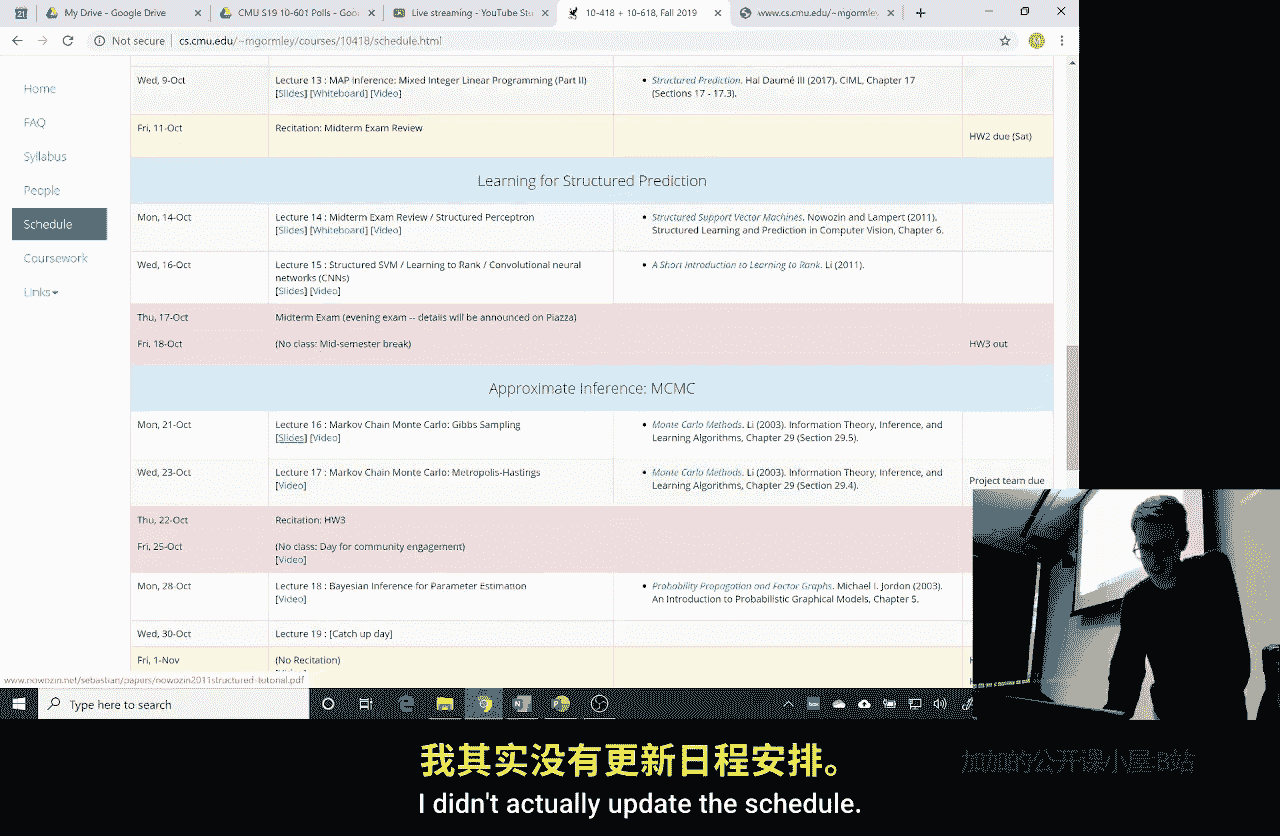 My Drive - Google Drive
CMU S19 10-601 Polls - Goo
Live streaming - YouTube Stu
10-418 + 10-618, Fall 2019
www.cs.cmu.edu/~mgormley/
Not secure
cs.cmu.edu/~mgormley/courses/10418/schedule.html
Home
FAQ
Syllabus
People
Schedule
Coursework
Links
Wed, 9-Oct
Lecture 13 : MAP Inference: Mixed Integer Linear Programming (Part II)
[Slides] [Whiteboard] [Video]
Structured Prediction. Hal Daumé III (2017). CIML, Chapter 17
(Sections 17 - 17.3).
Fri, 11-Oct
Recitation: Midterm Exam Review
HW2 due (Sat)
Learning for Structured Prediction
Mon, 14-Oct
Lecture 14 : Midterm Exam Review / Structured Perceptron
[Slides] [Whiteboard] [Video]
Structured Support Vector Machines. Nowozin and Lampert (2011).
Structured Learning and Prediction in Computer Vision, Chapter 6.
Wed, 16-Oct
Lecture 15 : Structured SVM / Learning to Rank / Convolutional neural
networks (CNNs)
[Slides] [Video]
A Short Introduction to Learning to Rank. Li (2011).
Thu, 17-Oct
Midterm Exam (evening exam -- details will be announced on Piazza)
Fri, 18-Oct
(No class: Mid-semester break)
HW3 out
Approximate Inference: MCMC
Mon, 21-Oct
Lecture 16 : Markov Chain Monte Carlo: Gibbs Sampling
[Slides] [Video]
Monte Carlo Methods. Li (2003). Information Theory, Inference, and
Learning Algorithms, Chapter 29 (Section 29.5).
Wed, 23-Oct
Lecture 17 : Markov Chain Monte Carlo: Metropolis-Hastings
[Video]
Monte Carlo Methods. Li (2003). Information Theory, Inference, and
Learning Algorithms, Chapter 29 (Section 29.4).
Project team due
Thu, 22-Oct
Recitation: HW3
Fri, 25-Oct
(No class: Day for community engagement)
[Video]
Mon, 28-Oct
Lecture 18 : Bayesian Inference for Parameter Estimation
[Video]
Probability Propagation and Factor Graphs. Michael I. Jordon (2003).
An Introduction to Probabilistic Graphical Models, Chapter 5.
Wed, 30-Oct
Lecture 19 : [Catch up day]
Fri, 1-Nov
(No Recitation)
www.nowozin.net/sebastian/papers/nowozin2011structured-tutorial.pdf
Type here to search
我其实没有更新日程安排。
I didn't actually update the schedule.
加加的公开课小屋:B站